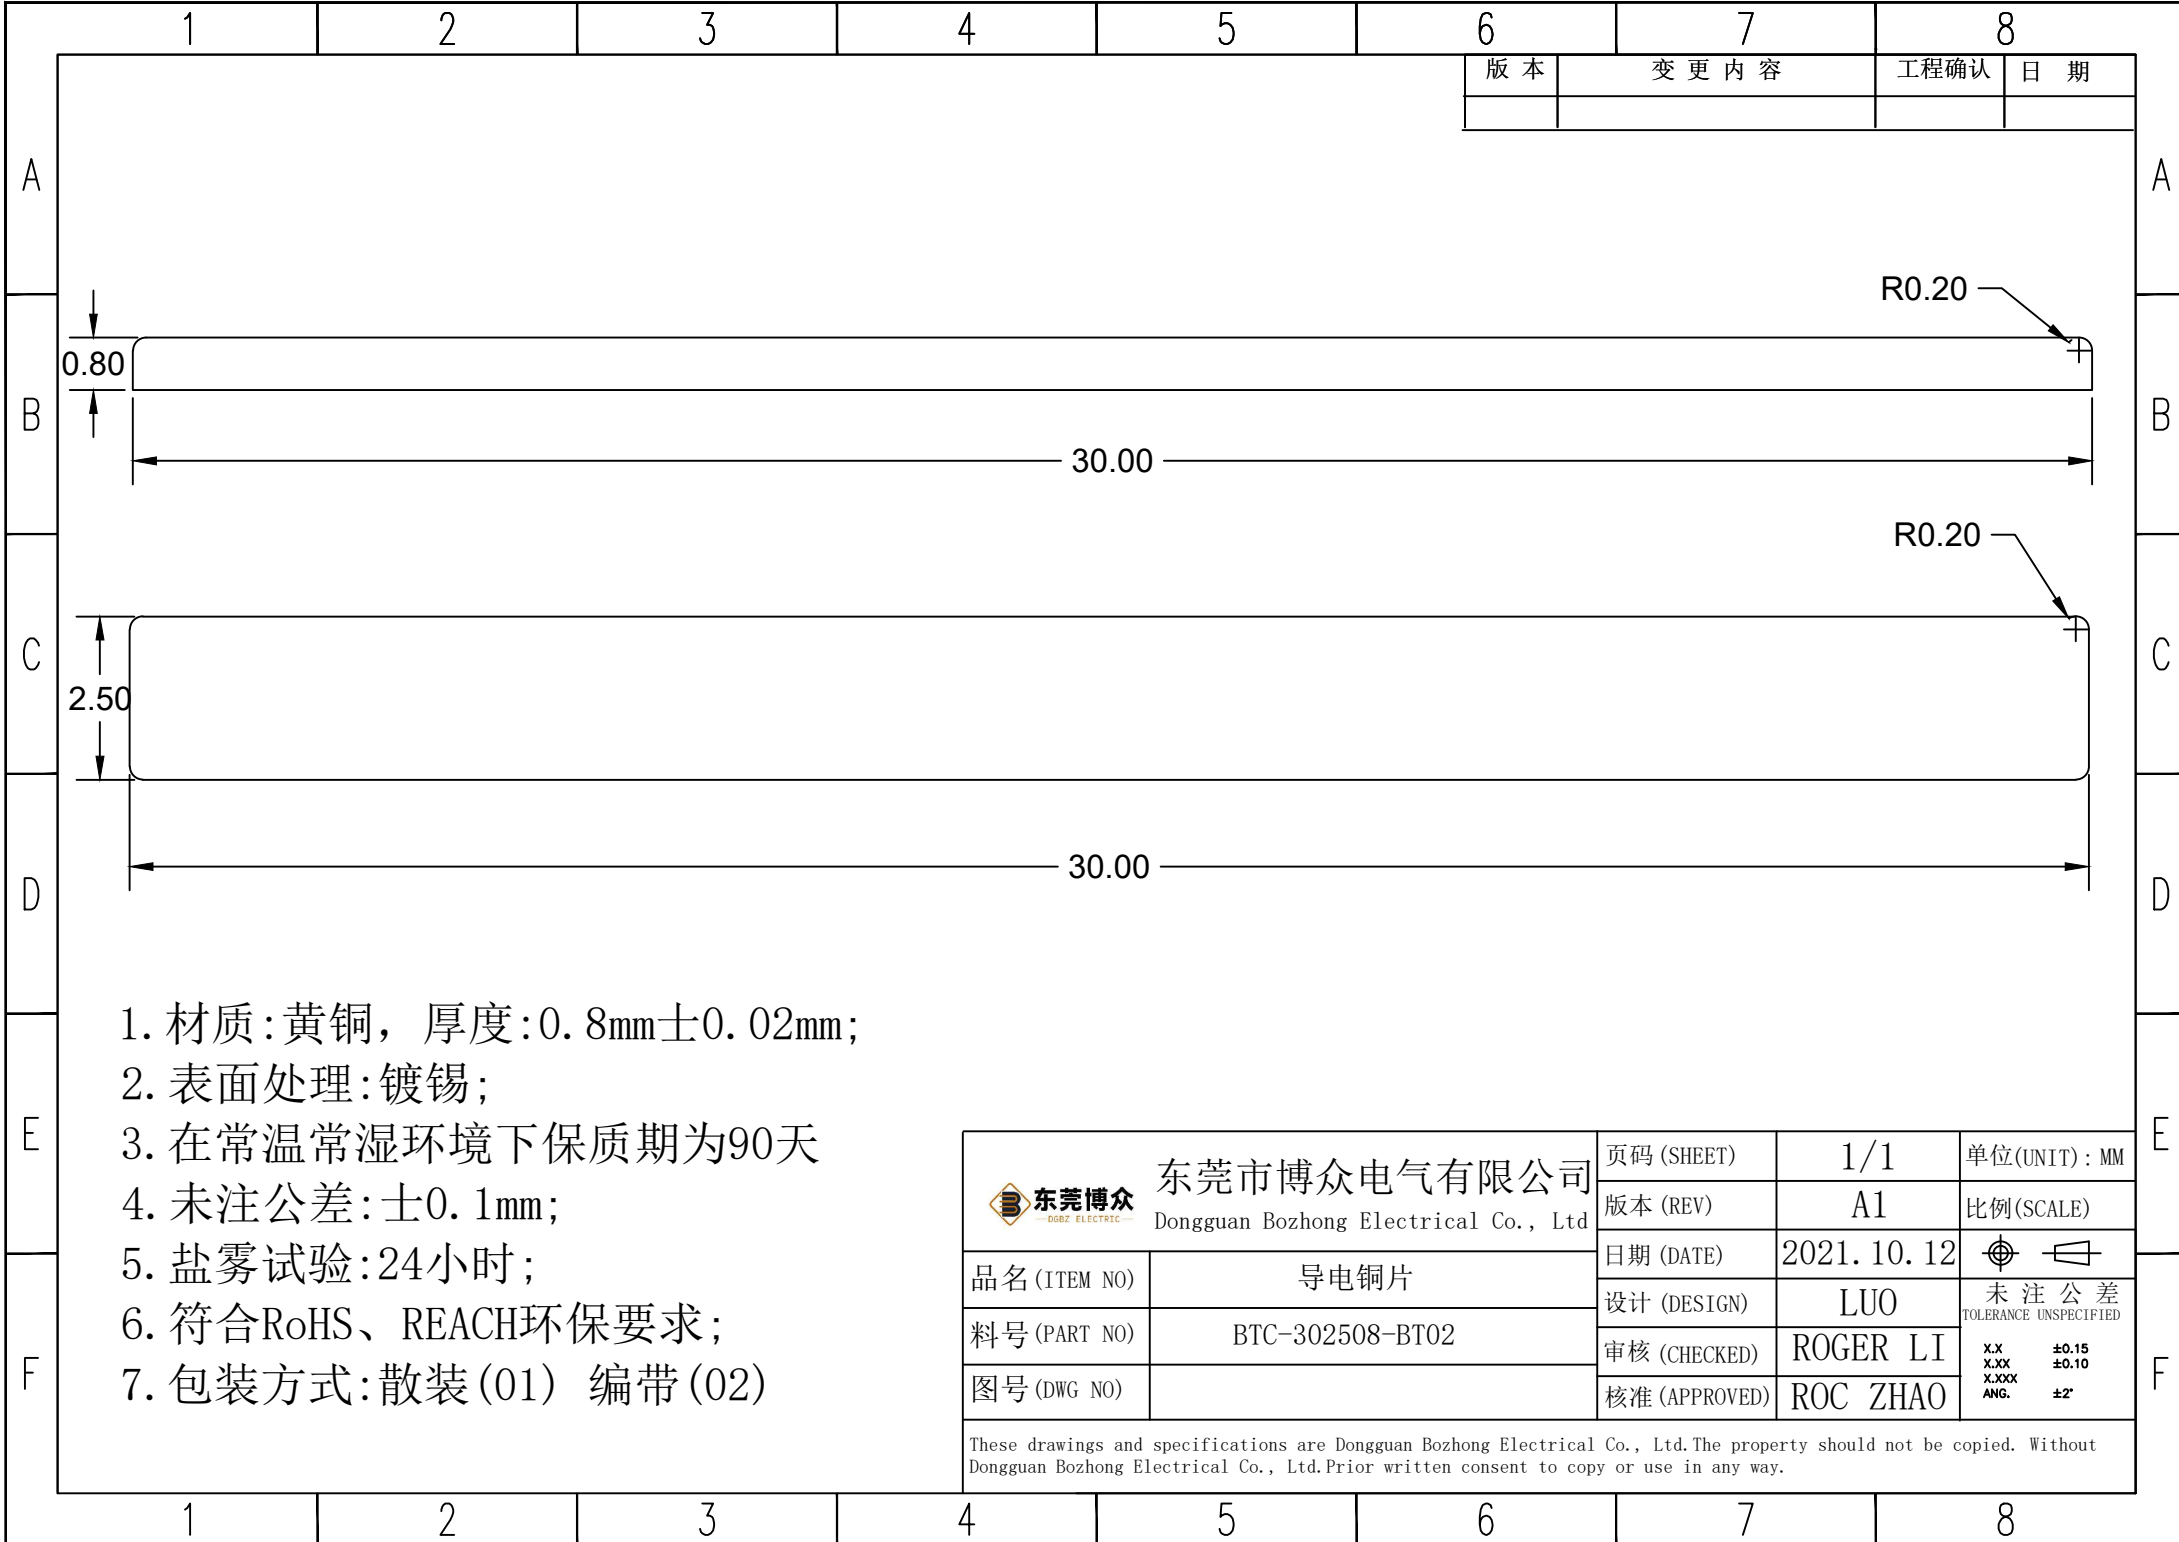 1 2 3 4 5 6 7 8
版 本 变 更 内 容 工程确认 日 期
A A
R0.20
0.80
B B
30.00
R0.20
C C
2.50
30.00
D D
1.材质:黄铜，厚度:0.8mm士0.02mm;
2.表面处理:镀锡;
3.在常温常湿环境下保质期为90天
4.未注公差:士0.1mm;
5.盐雾试验:24小时;
6.符合RoHS、REACH环保要求;
7.包装方式:散装(01) 编带(02)
E E
F F
东莞博众
DGBZ ELECTRIC
东莞市博众电气有限公司
Dongguan Bozhong Electrical Co., Ltd
品名(ITEM NO) 导电铜片
料号(PART NO) BTC-302508-BT02
图号(DWG NO)
页码(SHEET) 1/1 单位(UNIT): MM
版本(REV) A1 比例(SCALE)
日期(DATE) 2021.10.12
设计(DESIGN) LUO
审核(CHECKED) ROGER LI
核准(APPROVED) ROC ZHAO
未 注 公 差
TOLERANCE UNSPECIFIED
X.X ±0.15
X.XX ±0.10
X.XXX
ANG. ±2°
These drawings and specifications are Dongguan Bozhong Electrical Co., Ltd.The property should not be copied. Without
Dongguan Bozhong Electrical Co., Ltd.Prior written consent to copy or use in any way.
1 2 3 4 5 6 7 8